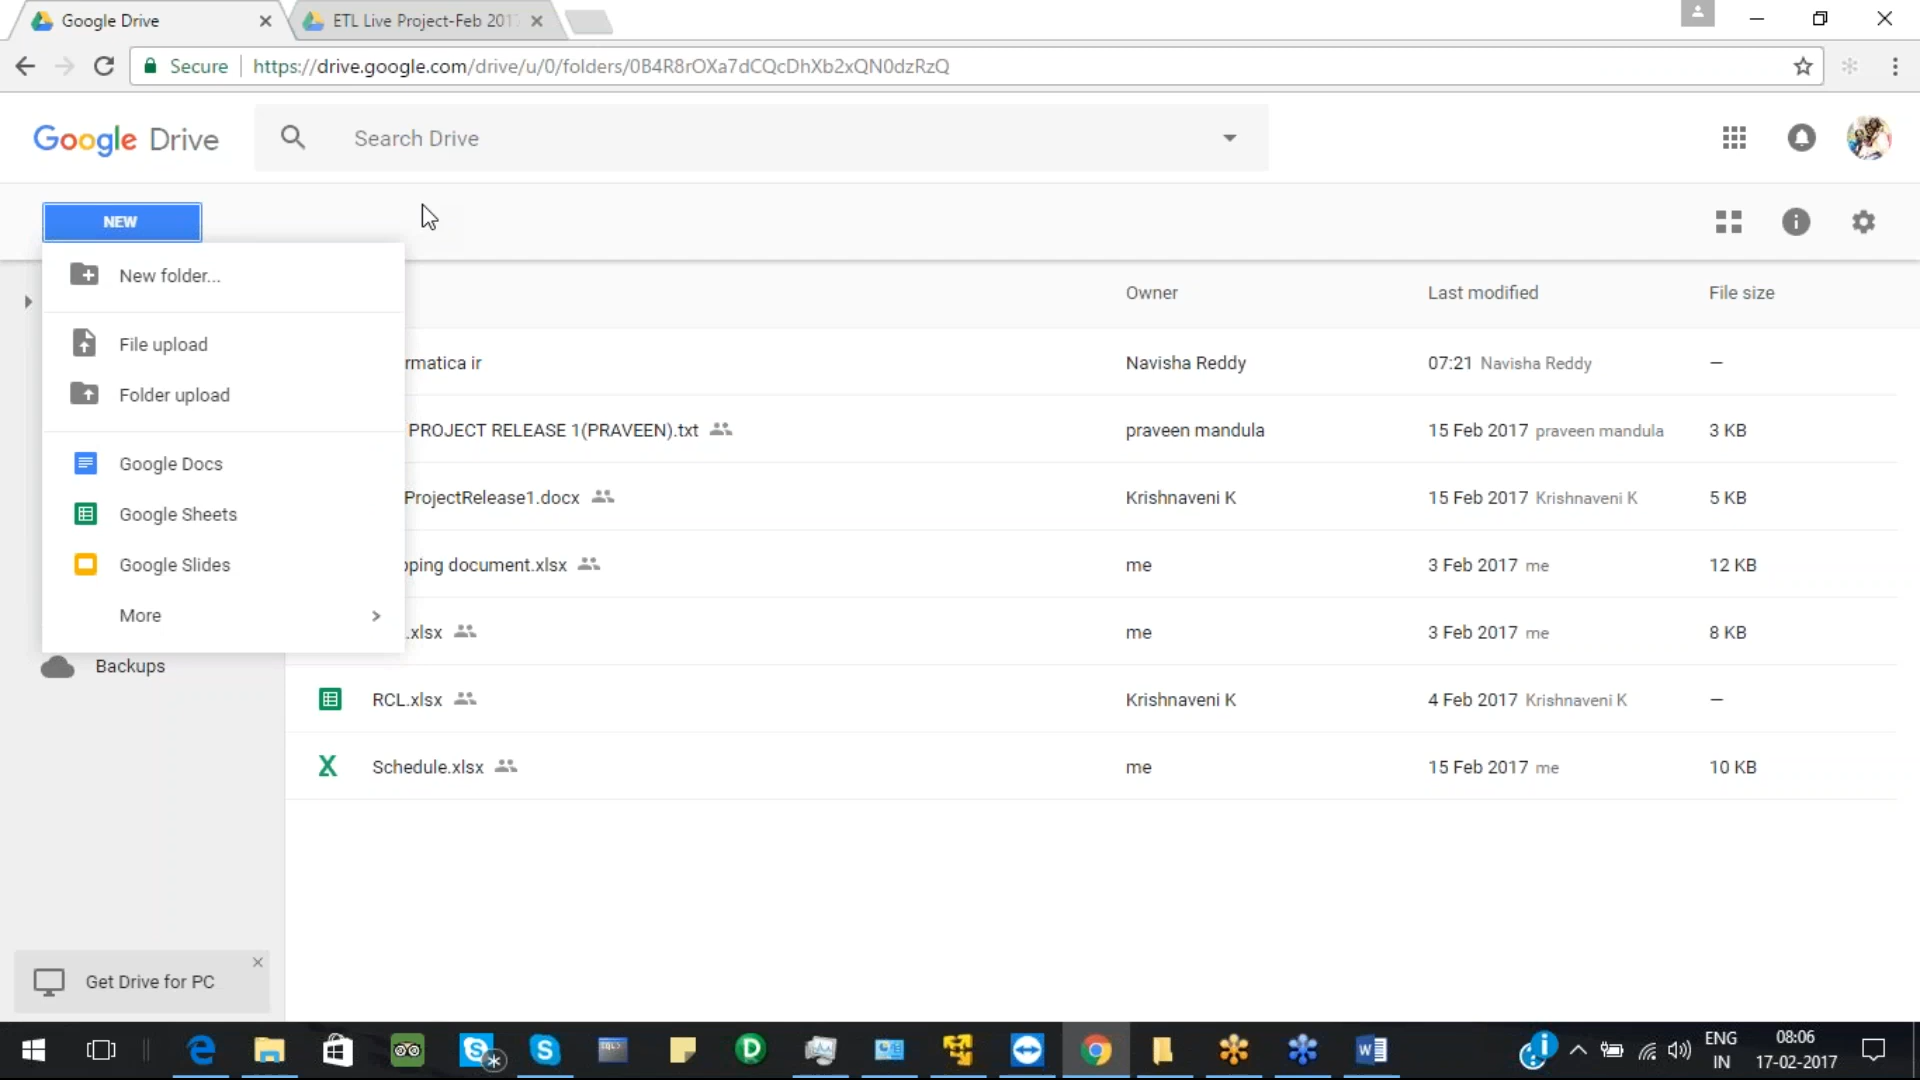 Google Drive
ETL Live Project-Feb 2017
Secure https://drive.google.com/drive/u/0/folders/0B4R8rOXa7dCQcDhXb2xQN0dzRzQ
Google Drive
Search Drive
NEW
New folder...
File upload
Folder upload
Google Docs
Google Sheets
Google Slides
More
Backups
Get Drive for PC
Owner Last modified File size
rmatica ir Navisha Reddy 07:21 Navisha Reddy –
PROJECT RELEASE 1(PRAVEEN).txt praveen mandula 15 Feb 2017 praveen mandula 3 KB
ProjectRelease1.docx Krishnaveni K 15 Feb 2017 Krishnaveni K 5 KB
pping document.xlsx me 3 Feb 2017 me 12 KB
.xlsx me 3 Feb 2017 me 8 KB
RCL.xlsx Krishnaveni K 4 Feb 2017 Krishnaveni K –
Schedule.xlsx me 15 Feb 2017 me 10 KB
ENG
IN
08:06
17-02-2017